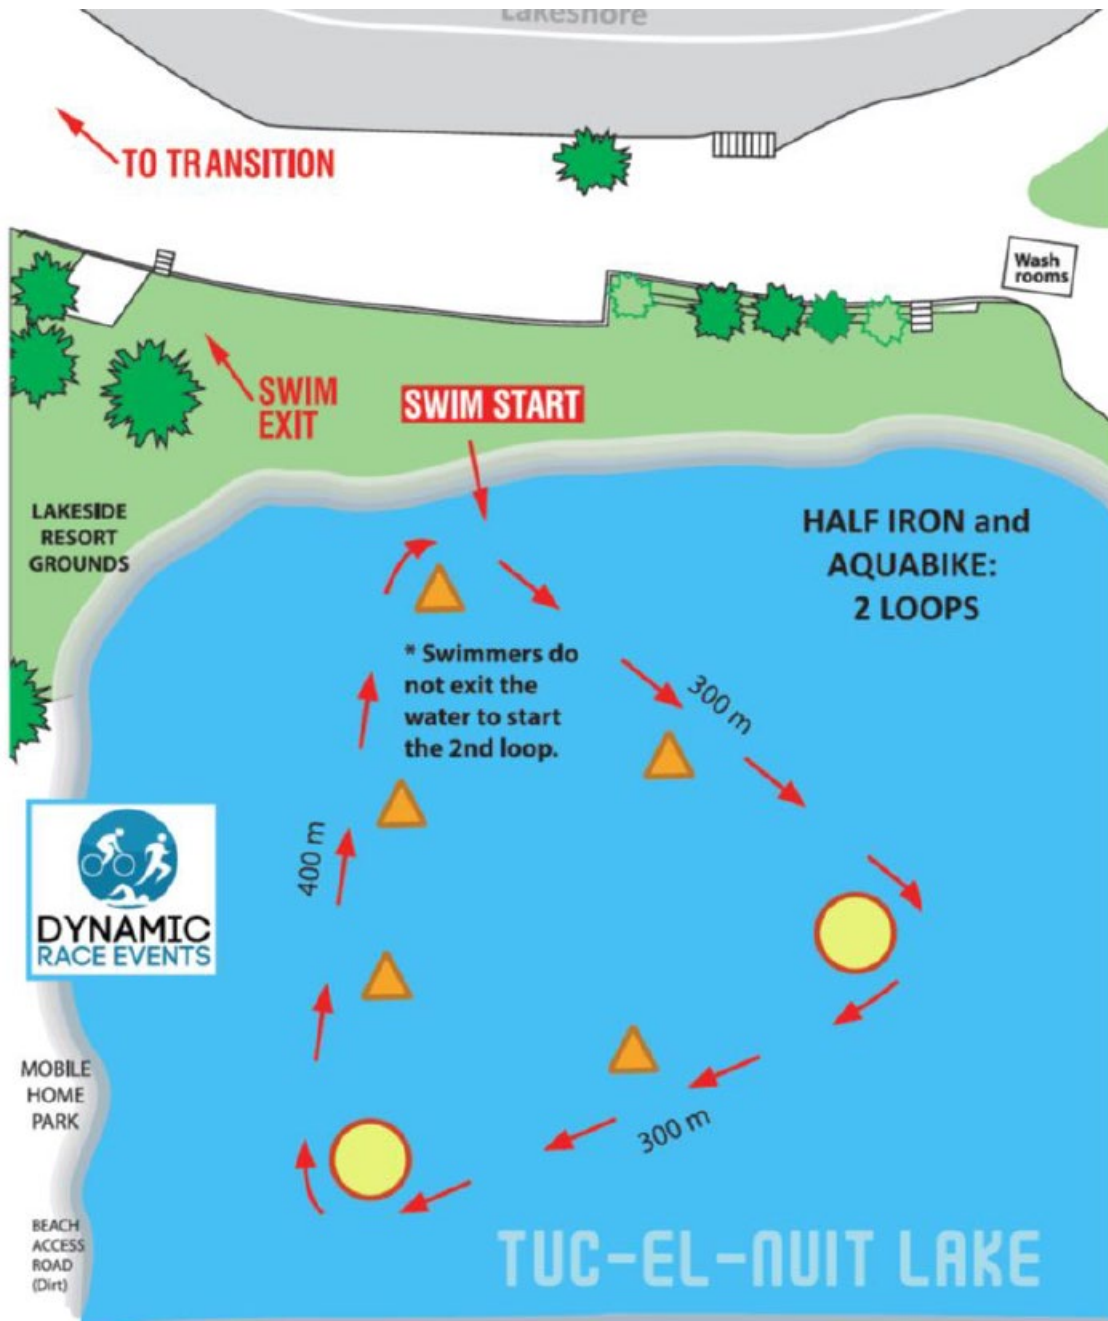 Lakeshore
TO TRANSITION
Wash
rooms
SWIM
EXIT
SWIM START
LAKESIDE
RESORT
GROUNDS
HALF IRON and
AQUABIKE:
2 LOOPS
* Swimmers do
not exit the
water to start
the 2nd loop.
300 m
400 m
DYNAMIC
RACE EVENTS
MOBILE
HOME
PARK
300 m
BEACH
ACCESS
ROAD
(Dirt)
TUC-EL-NUIT LAKE